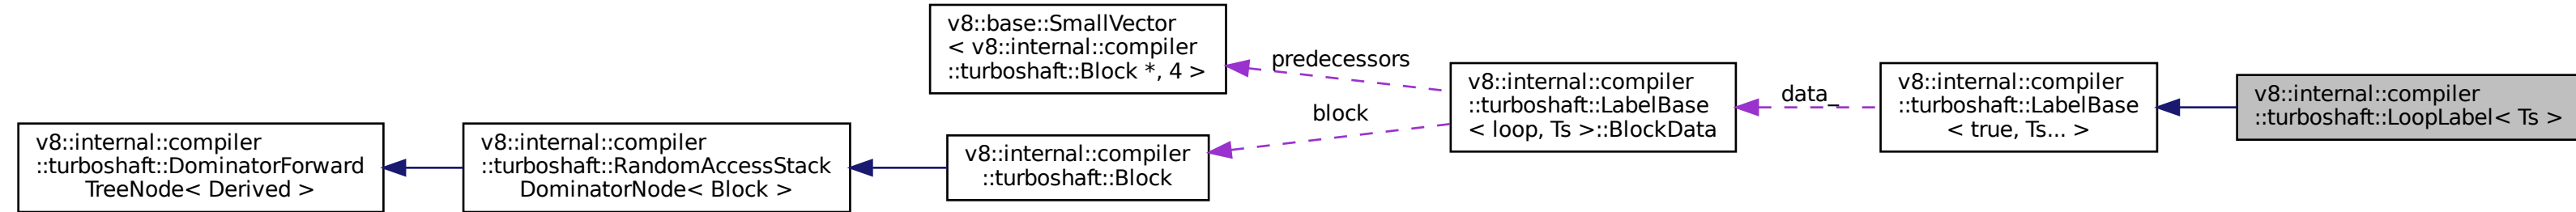 v8::base::SmallVector
< v8::internal::compiler
::turboshaft::Block *, 4 >
predecessors
v8::internal::compiler
::turboshaft::LabelBase
< loop, Ts >::BlockData
data_
v8::internal::compiler
::turboshaft::LabelBase
< true, Ts... >
v8::internal::compiler
::turboshaft::LoopLabel< Ts >
block
v8::internal::compiler
::turboshaft::DominatorForward
TreeNode< Derived >
v8::internal::compiler
::turboshaft::RandomAccessStack
DominatorNode< Block >
v8::internal::compiler
::turboshaft::Block